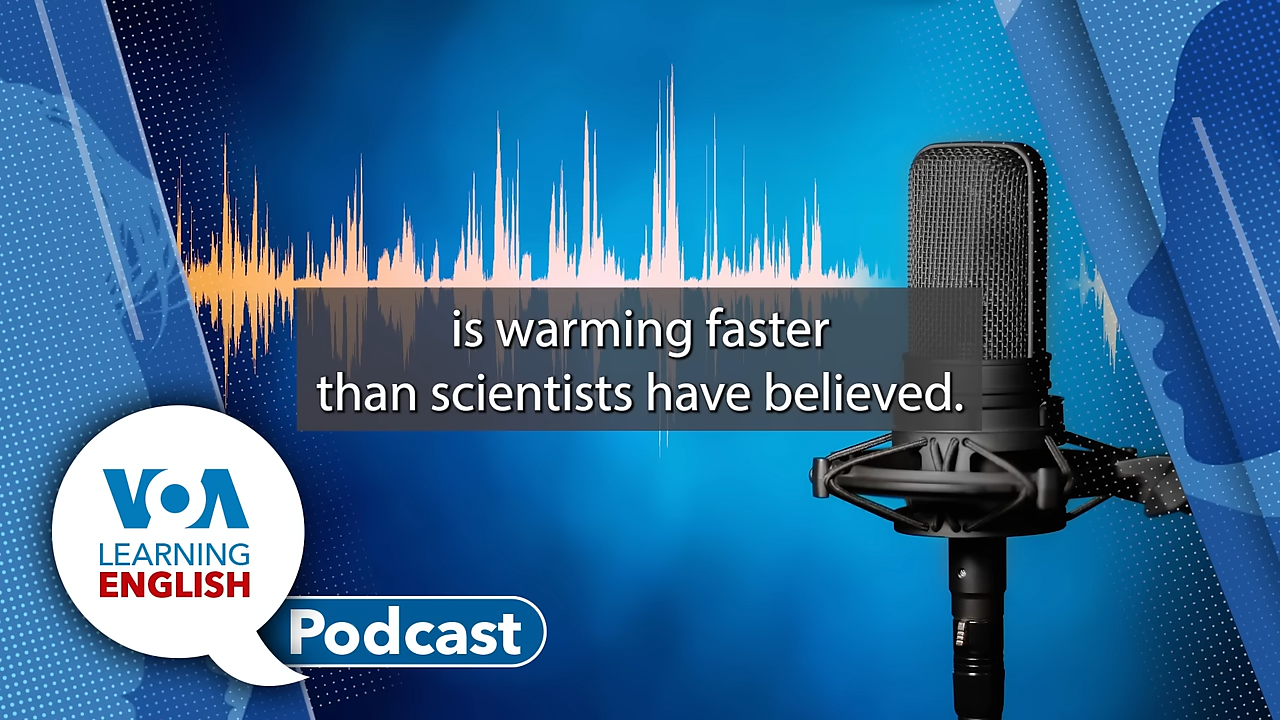 is warming faster
than scientists have believed.
VOA
LEARNING
ENGLISH
Podcast